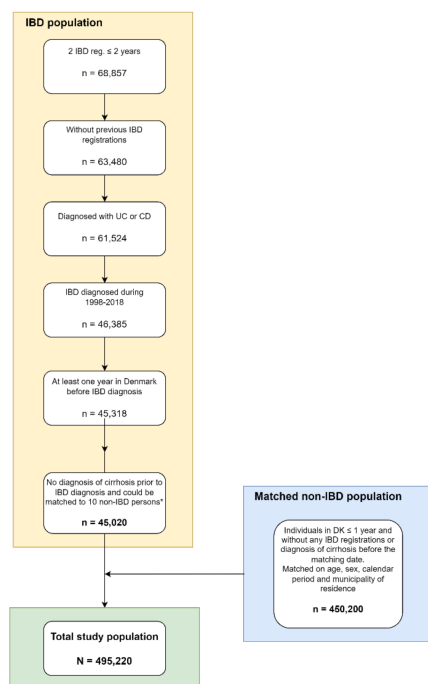 IBD population
2 IBD reg. ≤ 2 years
n = 68,857
Without previous IBD
registrations
n = 63,480
Diagnosed with UC or CD
n = 61,524
IBD diagnosed during
1998-2018
n = 46,385
At least one year in Denmark
before IBD diagnosis
n = 45,318
No diagnosis of cirrhosis prior to
IBD diagnosis and could be
matched to 10 non-IBD persons*
n = 45,020
Matched non-IBD population
Individuals in DK ≤ 1 year and
without any IBD registrations or
diagnosis of cirrhosis before the
matching date.
Matched on age, sex, calendar
period and municipality of
residence
n = 450,200
Total study population
N = 495,220